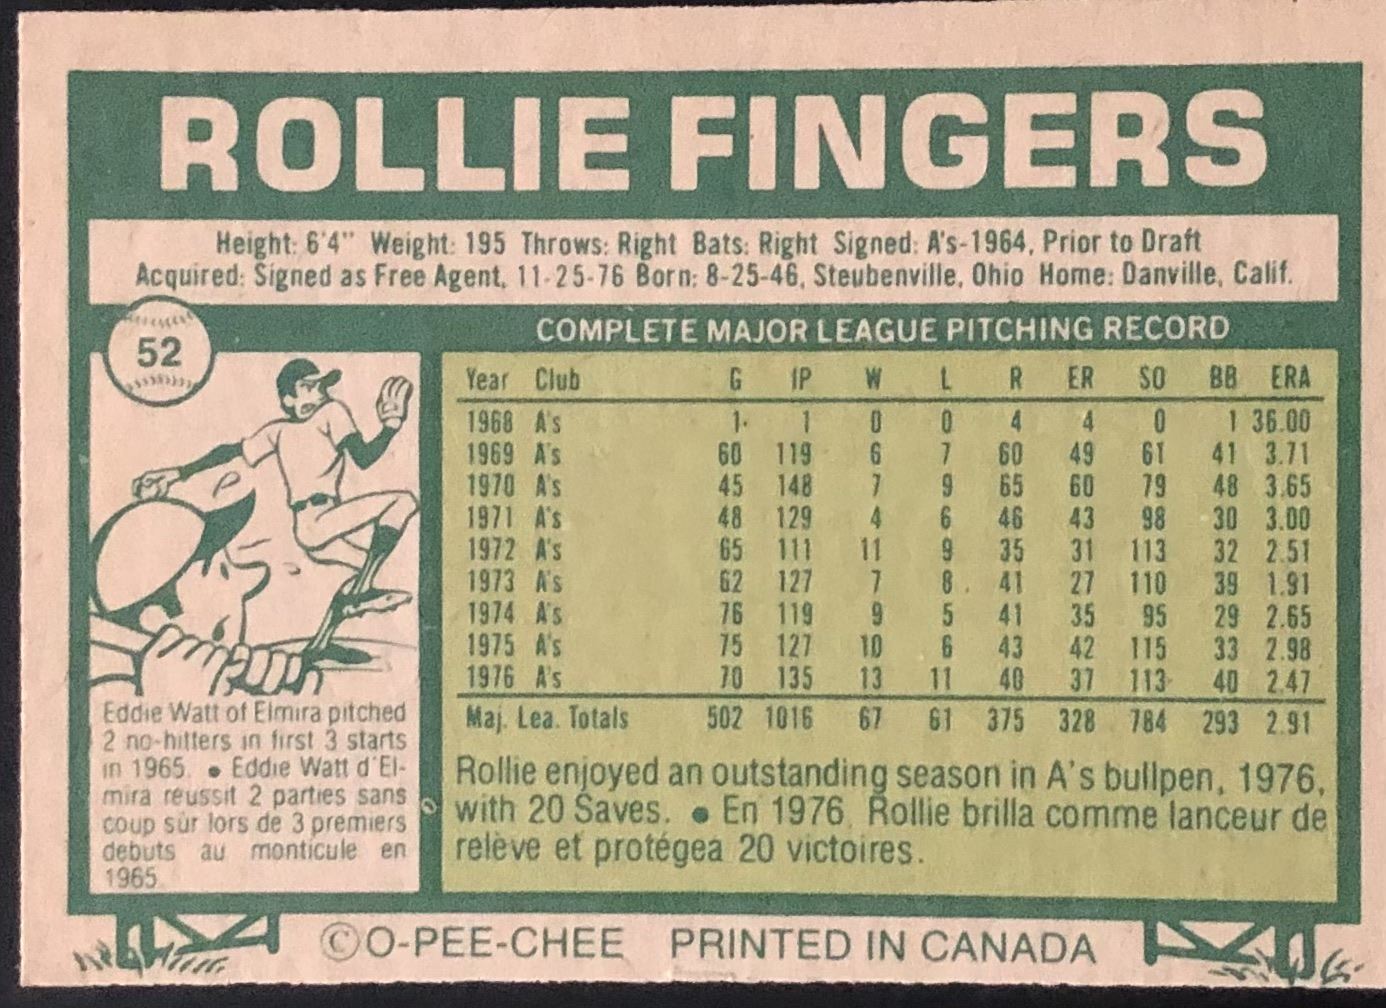 ROLLIE FINGERS
Height: 6'4" Weight: 195 Throws: Right Bats: Right Signed: A's-1964, Prior to Draft
Acquired: Signed as Free Agent, 11-25-76 Born: 8-25-46, Steubenville, Ohio Home: Danville, Calif.
52
COMPLETE MAJOR LEAGUE PITCHING RECORD
Year Club G IP W L R ER SO BB ERA
1968 A's 1 1 0 0 4 4 0 1 36.00
1969 A's 60 119 6 7 60 49 61 41 3.71
1970 A's 45 148 7 9 65 60 79 48 3.65
1971 A's 48 129 4 6 46 43 98 30 3.00
1972 A's 65 111 11 9 35 31 113 32 2.51
1973 A's 62 127 7 8 41 27 110 39 1.91
1974 A's 76 119 9 5 41 35 95 29 2.65
1975 A's 75 127 10 6 43 42 115 33 2.98
1976 A's 70 135 13 11 40 37 113 40 2.47
Maj. Lea. Totals 502 1016 67 61 375 328 784 293 2.91
Eddie Watt of Elmira pitched
2 no-hitters in first 3 starts
in 1965. • Eddie Watt d'El-
mira réussit 2 parties sans
coup sûr lors de 3 premiers
debuts au monticule en
1965
Rollie enjoyed an outstanding season in A's bullpen, 1976,
with 20 Saves. • En 1976, Rollie brilla comme lanceur de
relève et protégea 20 victoires.
©O-PEE-CHEE PRINTED IN CANADA